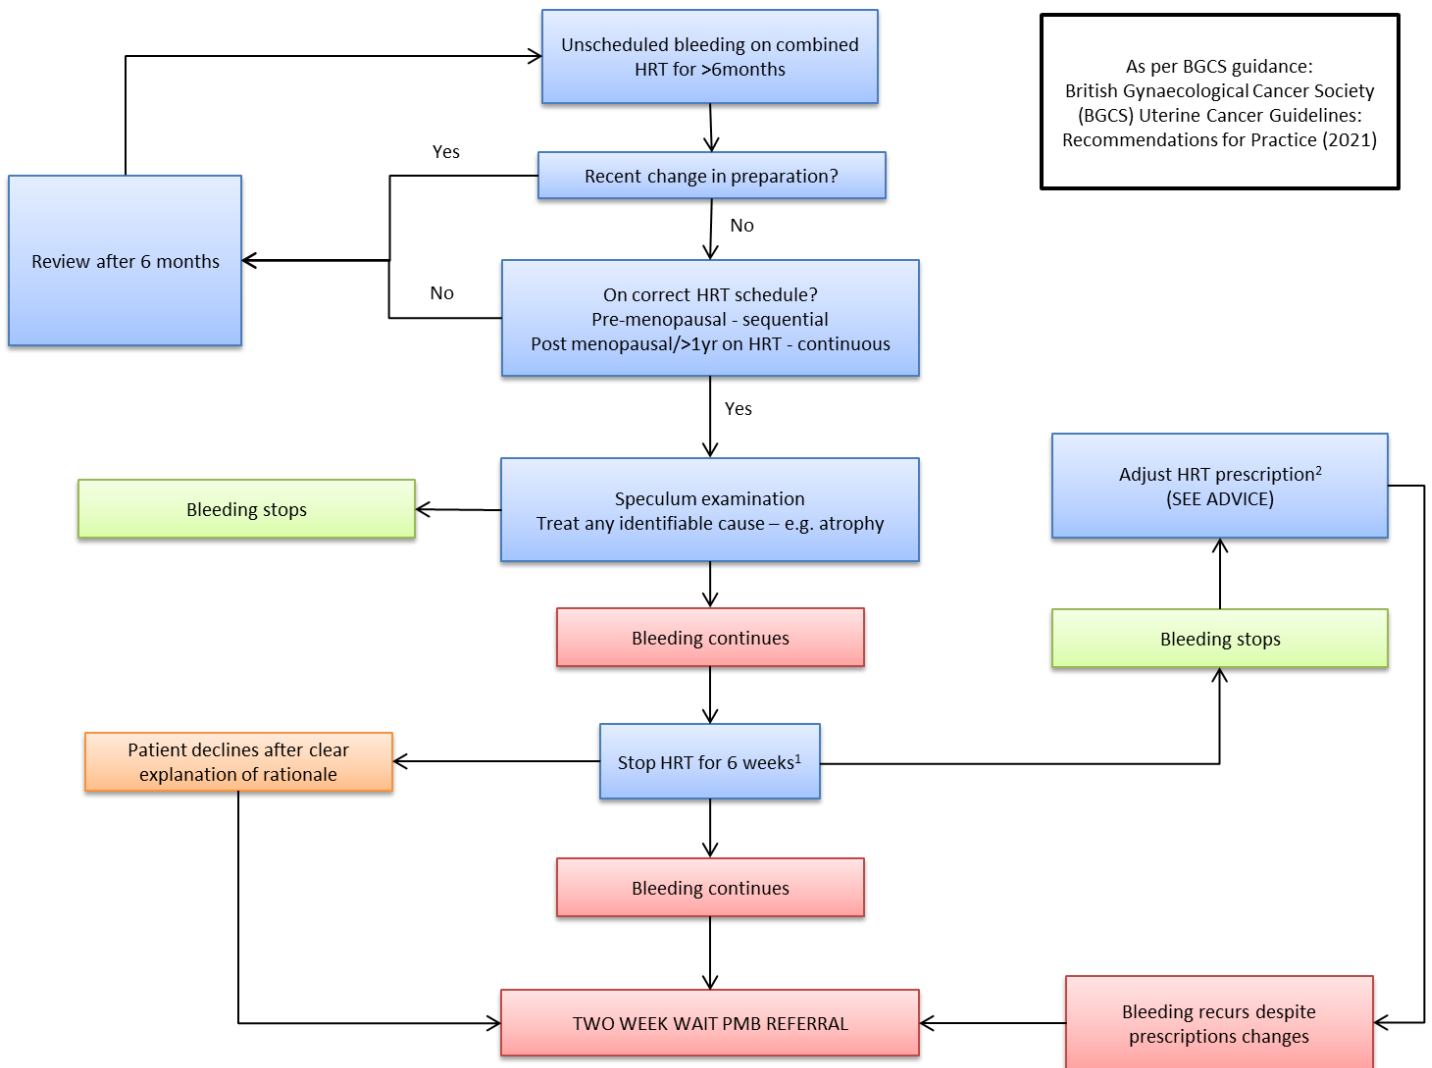 Unscheduled bleeding on combined
HRT for >6months
As per BGCS guidance:
British Gynaecological Cancer Society
(BGCS) Uterine Cancer Guidelines:
Recommendations for Practice (2021)
Yes
Recent change in preparation?
No
Review after 6 months
No
On correct HRT schedule?
Pre-menopausal - sequential
Post menopausal/>1yr on HRT - continuous
Yes
Bleeding stops
Speculum examination
Treat any identifiable cause – e.g. atrophy
Adjust HRT prescription²
(SEE ADVICE)
Bleeding continues
Bleeding stops
Patient declines after clear
explanation of rationale
Stop HRT for 6 weeks¹
Bleeding continues
TWO WEEK WAIT PMB REFERRAL
Bleeding recurs despite
prescriptions changes